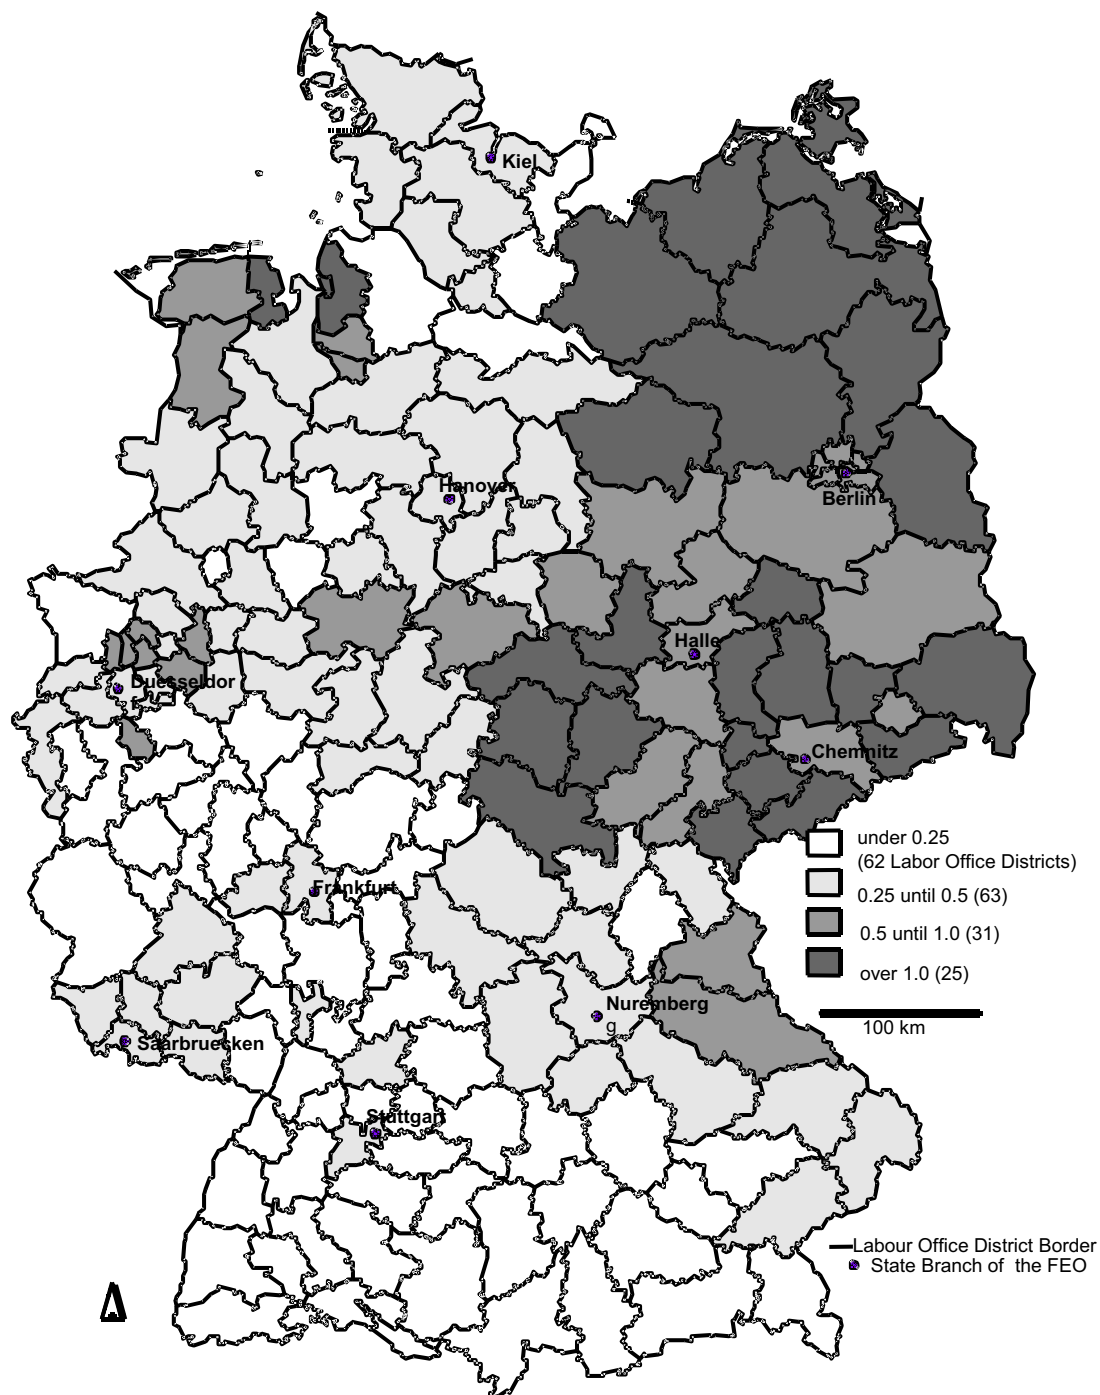 Kiel
Hanover
Berlin
Halle
Duesseldor
Chemnitz
under 0.25
(62 Labor Office Districts)
0.25 until 0.5 (63)
0.5 until 1.0 (31)
over 1.0 (25)
Frankfurt
Nuremberg
g
100 km
Saarbruecken
Stuttgart
Labour Office District Border
State Branch of the FEO